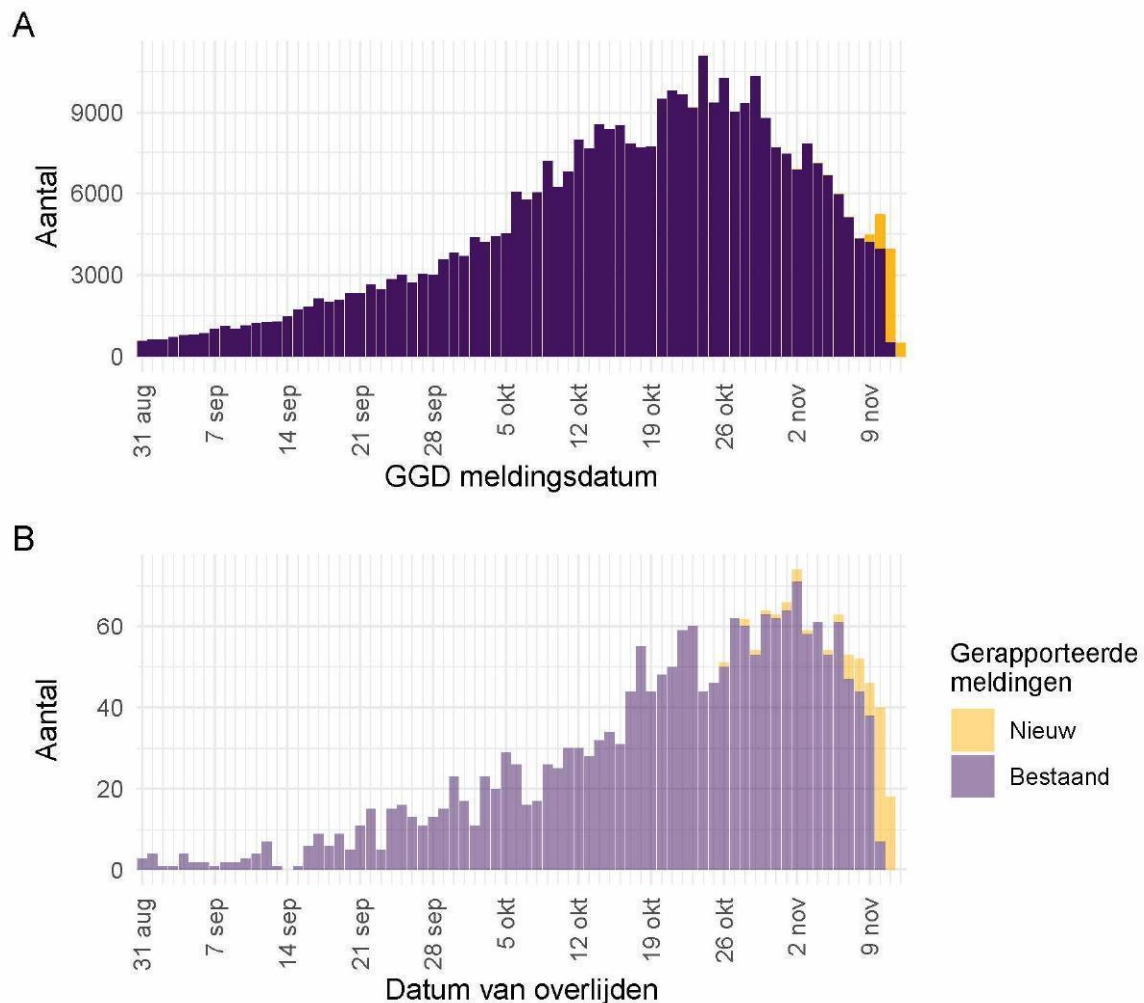 A
Aantal
9000
6000
3000
0
31 aug
7 sep
14 sep
21 sep
28 sep
5 okt
12 okt
19 okt
26 okt
2 nov
9 nov
GGD meldingsdatum
B
Aantal
60
40
20
0
31 aug
7 sep
14 sep
21 sep
28 sep
5 okt
12 okt
19 okt
26 okt
2 nov
9 nov
Datum van overlijden
Gerapporteerde
meldingen
Nieuw
Bestaand